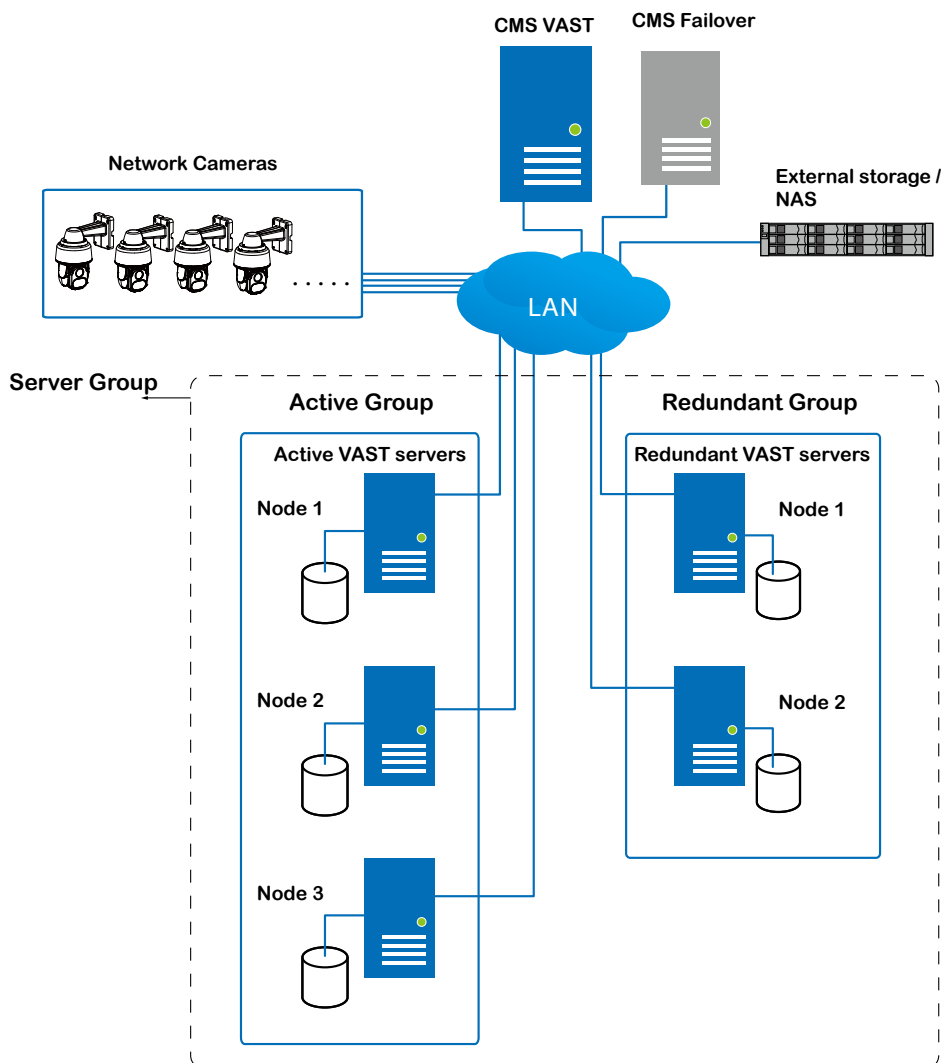 CMS VAST
CMS Failover
Network Cameras
External storage /
NAS
. . . . .
LAN
Server Group
Active Group
Redundant Group
Active VAST servers
Redundant VAST servers
Node 1
Node 1
Node 2
Node 2
Node 3